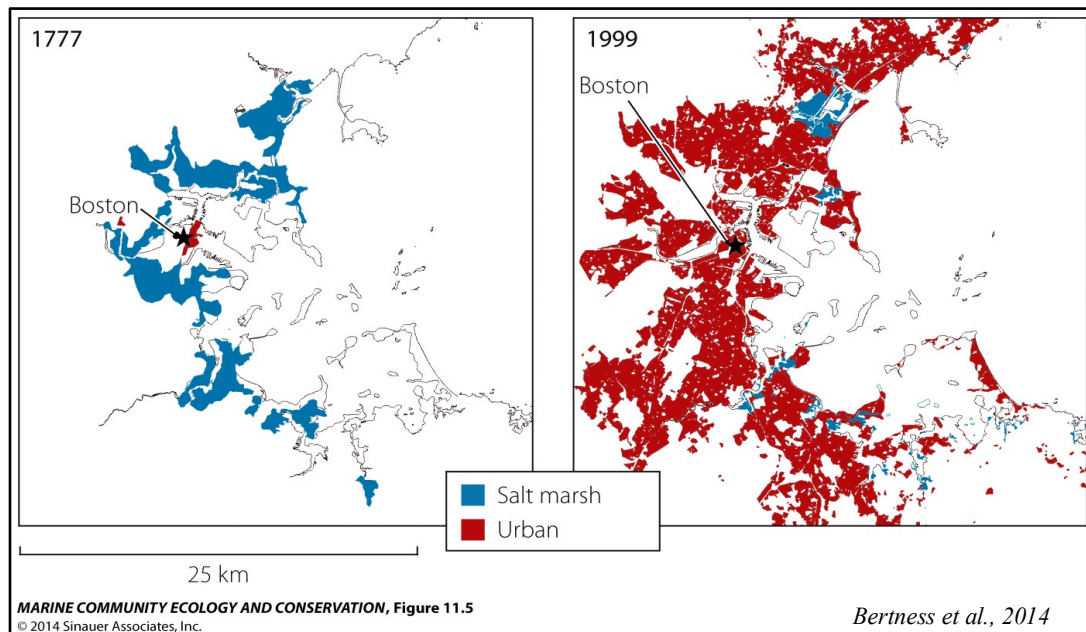 1777
Boston
1999
Boston
Salt marsh
Urban
25 km
MARINE COMMUNITY ECOLOGY AND CONSERVATION, Figure 11.5
© 2014 Sinauer Associates, Inc.
Bertness et al., 2014